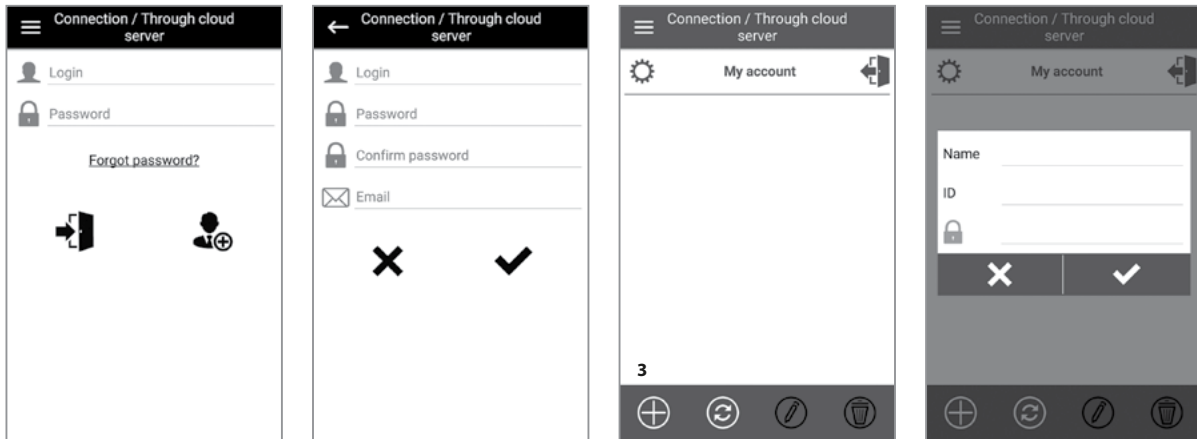 Connection / Through cloud
server
Login
Password
Forgot password?
Connection / Through cloud
server
Login
Password
Confirm password
Email
Connection / Through cloud
server
My account
3
Connection / Through cloud
server
My account
Name
ID